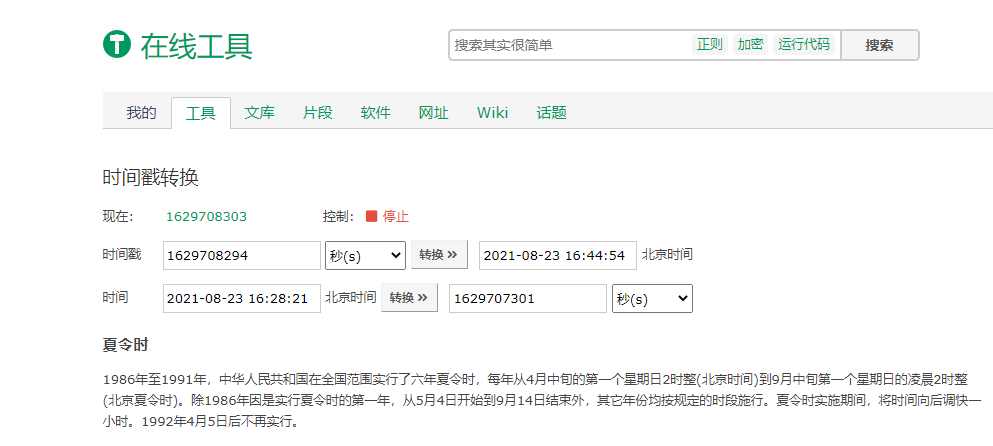 在线工具
搜索其实很简单 正则 加密 运行代码 搜索
我的 工具 文库 片段 软件 网址 Wiki 话题
时间戳转换
现在: 1629708303 控制: 停止
时间戳 1629708294 秒(s) 转换 » 2021-08-23 16:44:54 北京时间
时间 2021-08-23 16:28:21 北京时间 转换 » 1629707301 秒(s)
夏令时
1986年至1991年，中华人民共和国在全国范围实行了六年夏令时，每年从4月中旬的第一个星期日2时整(北京时间)到9月中旬第一个星期日的凌晨2时整
(北京夏令时)。除1986年因是实行夏令时的第一年，从5月4日开始到9月14日结束外，其它年份均按规定的时段施行。夏令时实施期间，将时间向后调快一
小时。1992年4月5日后不再实行。